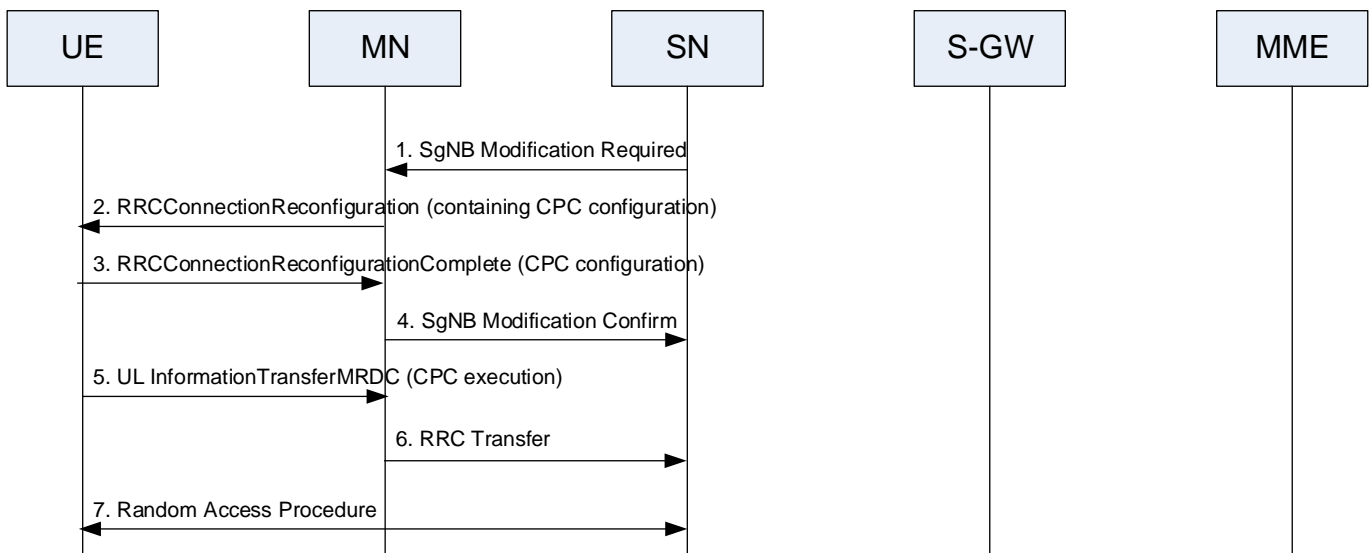 UE
MN
SN
S-GW
MME
1. SgNB Modification Required
2. RRCConnectionReconfiguration (containing CPC configuration)
3. RRCConnectionReconfigurationComplete (CPC configuration)
4. SgNB Modification Confirm
5. UL InformationTransferMRDC (CPC execution)
6. RRC Transfer
7. Random Access Procedure